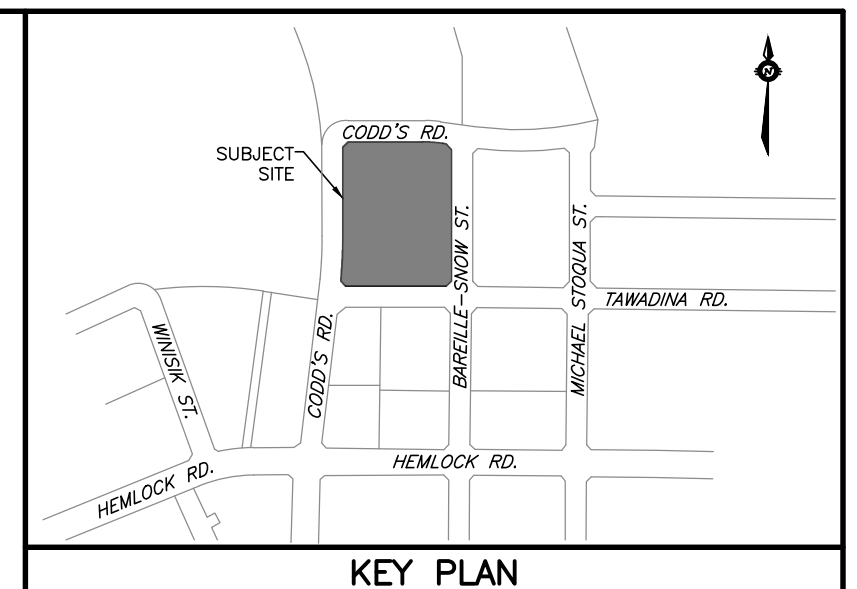 CODD'S RD.
N
SUBJECT
SITE
BAREILLE-SNOW ST.
MICHAEL STOQUA ST.
TAWADINA RD.
WINISIK ST.
CODD'S RD.
HEMLOCK RD.
HEMLOCK RD.
KEY PLAN